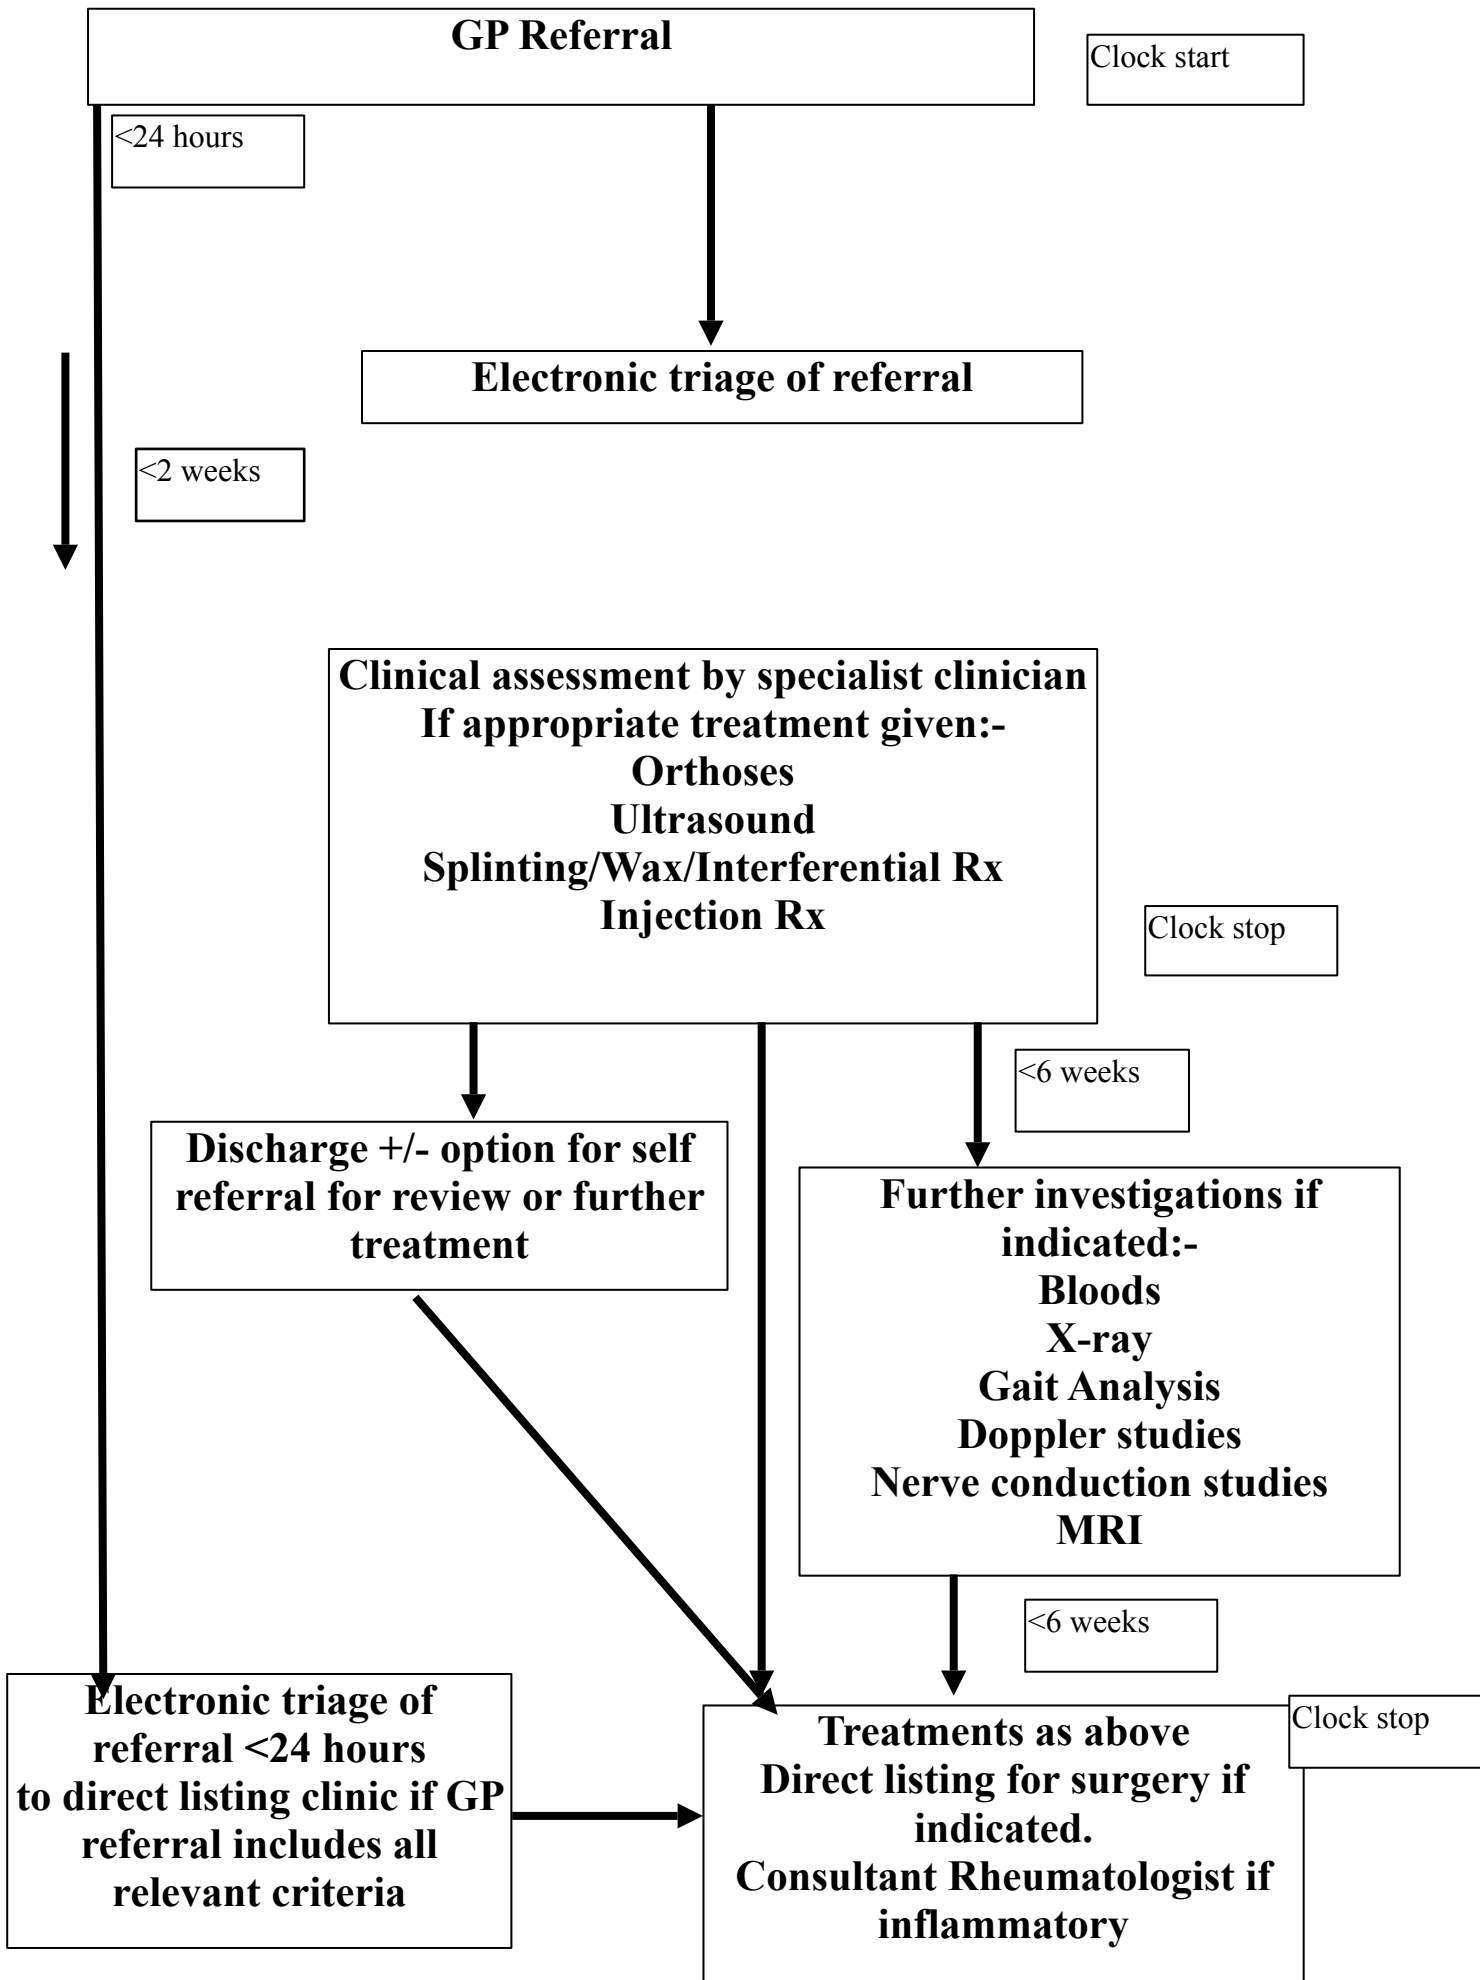 GP Referral
Clock start
<24 hours
Electronic triage of referral
<2 weeks
Clinical assessment by specialist clinician
If appropriate treatment given:-
Orthoses
Ultrasound
Splinting/Wax/Interferential Rx
Injection Rx
Clock stop
<6 weeks
Discharge +/- option for self
referral for review or further
treatment
Further investigations if
indicated:-
Bloods
X-ray
Gait Analysis
Doppler studies
Nerve conduction studies
MRI
<6 weeks
Electronic triage of
referral <24 hours
to direct listing clinic if GP
referral includes all
relevant criteria
Treatments as above
Direct listing for surgery if
indicated.
Consultant Rheumatologist if
inflammatory
Clock stop